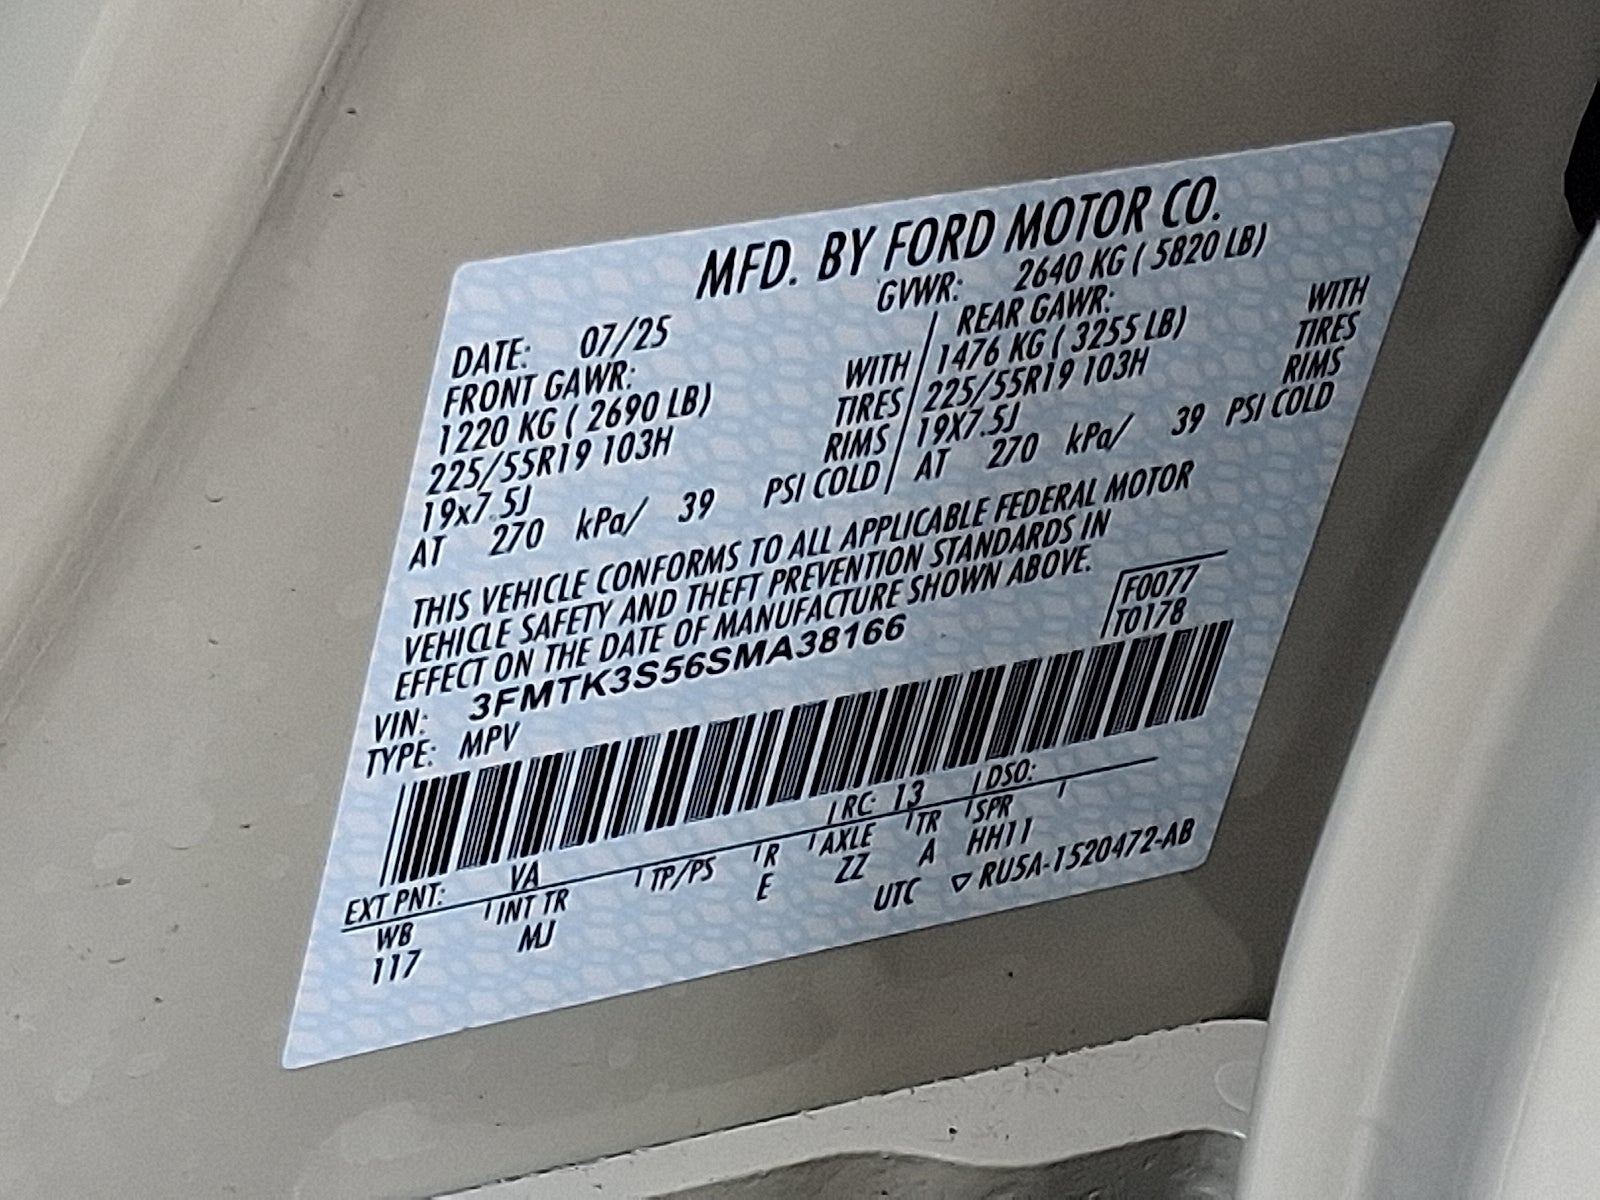 MFD. BY FORD MOTOR CO.
DATE: 07/25 GVWR: 2640 KG ( 5820 LB)
FRONT GAWR: REAR GAWR:
1220 KG ( 2690 LB) WITH 1476 KG ( 3255 LB) WITH
225/55R19 103H TIRES 225/55R19 103H TIRES
19x7.5J RIMS 19X7.5J RIMS
AT 270 kPa/ 39 PSI COLD AT 270 kPa/ 39 PSI COLD
THIS VEHICLE CONFORMS TO ALL APPLICABLE FEDERAL MOTOR
VEHICLE SAFETY AND THEFT PREVENTION STANDARDS IN
EFFECT ON THE DATE OF MANUFACTURE SHOWN ABOVE.
VIN: 3FMTK3S56SMA38166 F0077
TYPE: MPV T0178
EXT PNT: VA RC: 13 DSO:
WB INT TR TP/PS R AXLE TR SPR
117 MJ E ZZ A HH11
UTC ▽ RU5A-1520472-AB